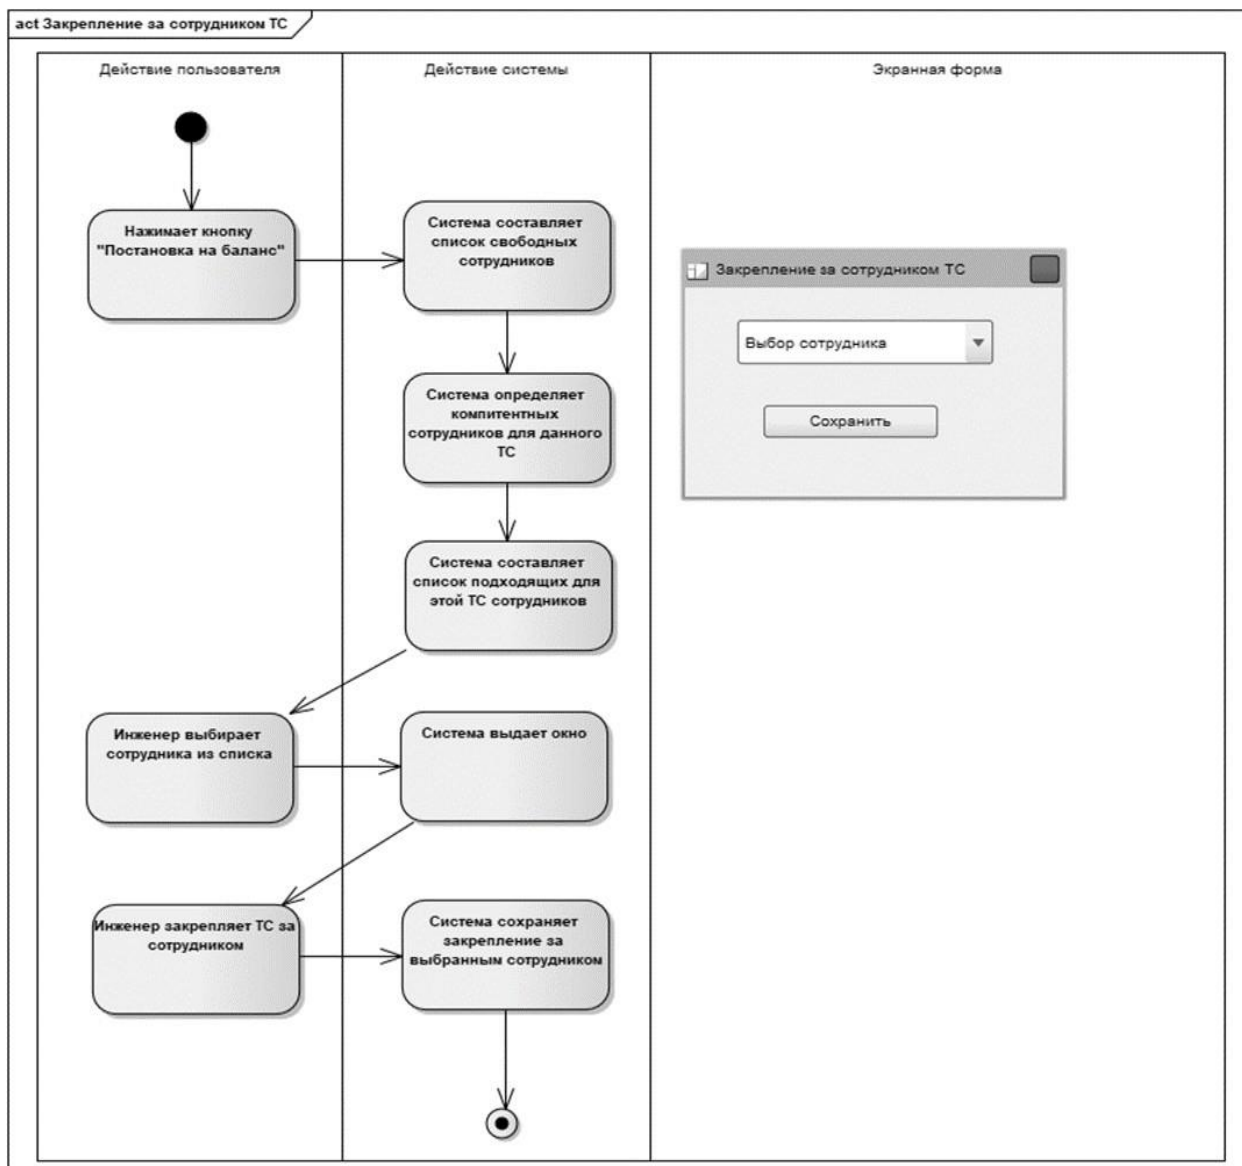 act Закрепление за сотрудником ТС
Действие пользователя
Действие системы
Экранная форма
Нажимает кнопку
"Постановка на баланс"
Система составляет
список свободных
сотрудников
Закрепление за сотрудником ТС
Выбор сотрудника
Сохранить
Система определяет
компитентных
сотрудников для данного
ТС
Система составляет
список подходящих для
этой ТС сотрудников
Инженер выбирает
сотрудника из списка
Система выдает окно
Инженер закрепляет ТС за
сотрудником
Система сохраняет
закрепление за
выбранным сотрудником